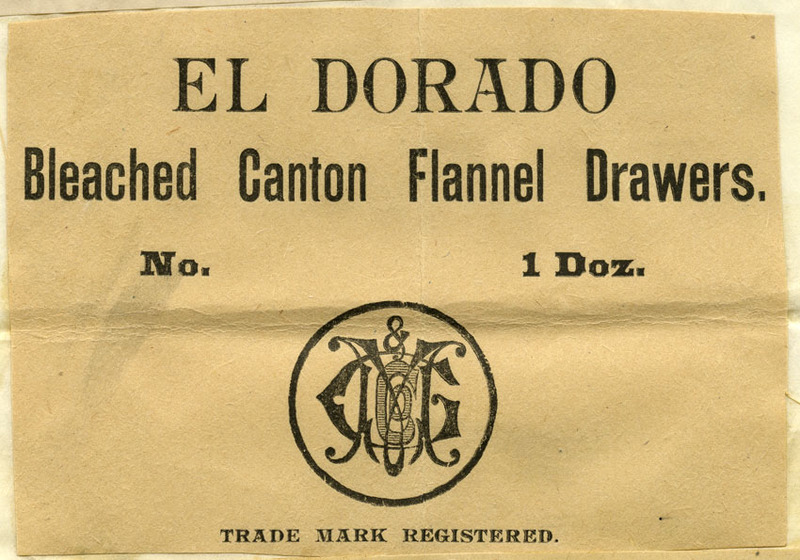 EL DORADO
Bleached Canton Flannel Drawers.
No. 1 Doz.
&
TRADE MARK REGISTERED.